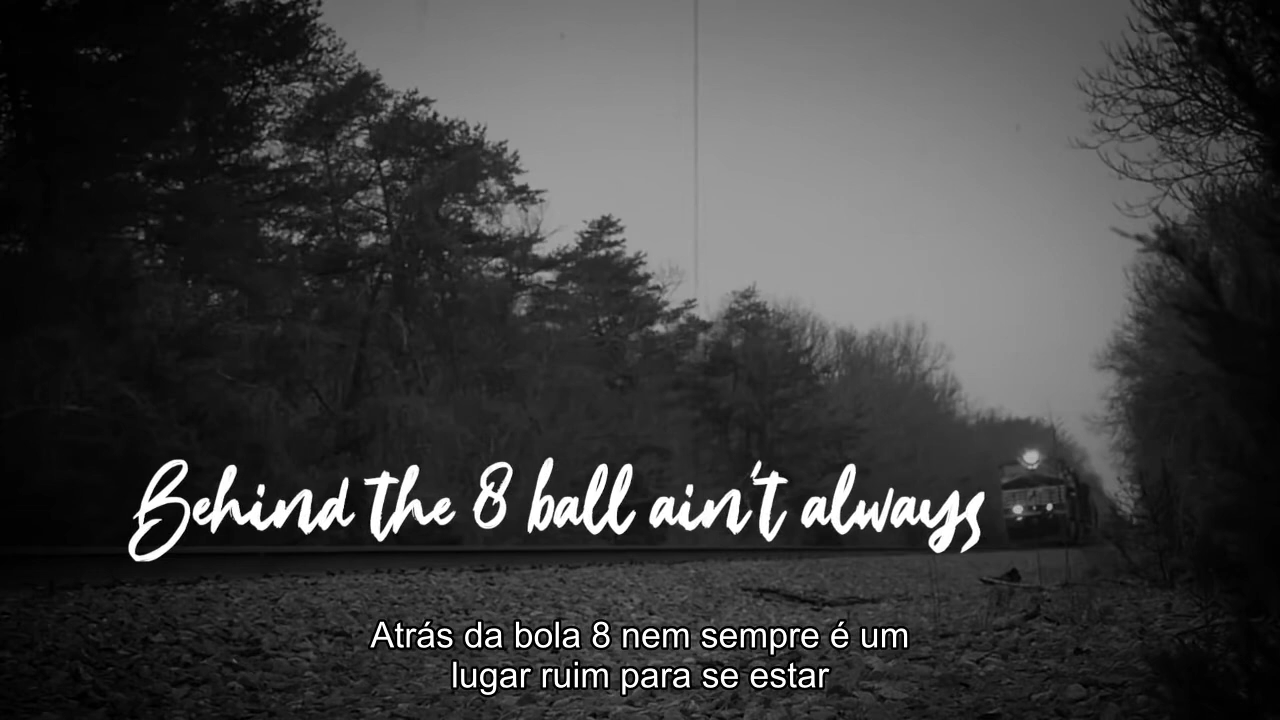 Behind the 8 ball ain't always
Atrás da bola 8 nem sempre é um
lugar ruim para se estar